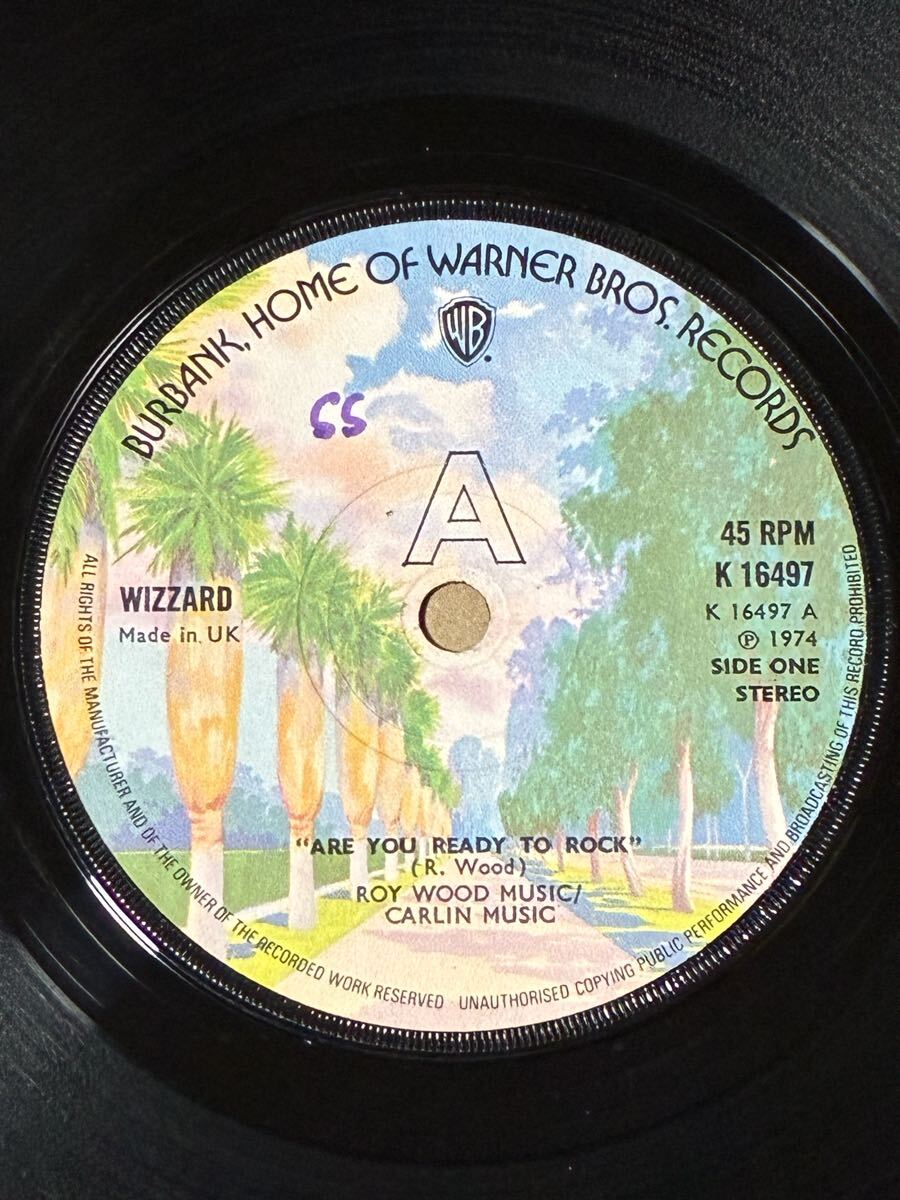 BURBANK, HOME OF WARNER BROS. RECORDS
WB
A
45 RPM
K 16497
K 16497 A
℗ 1974
SIDE ONE
STEREO
WIZZARD
Made in. UK
"ARE YOU READY TO ROCK"
(R. Wood)
ROY WOOD MUSIC/
CARLIN MUSIC
ALL RIGHTS OF THE MANUFACTURER AND OF THE OWNER OF THE RECORDED WORK RESERVED · UNAUTHORISED COPYING PUBLIC PERFORMANCE AND BROADCASTING OF THIS RECORD PROHIBITED